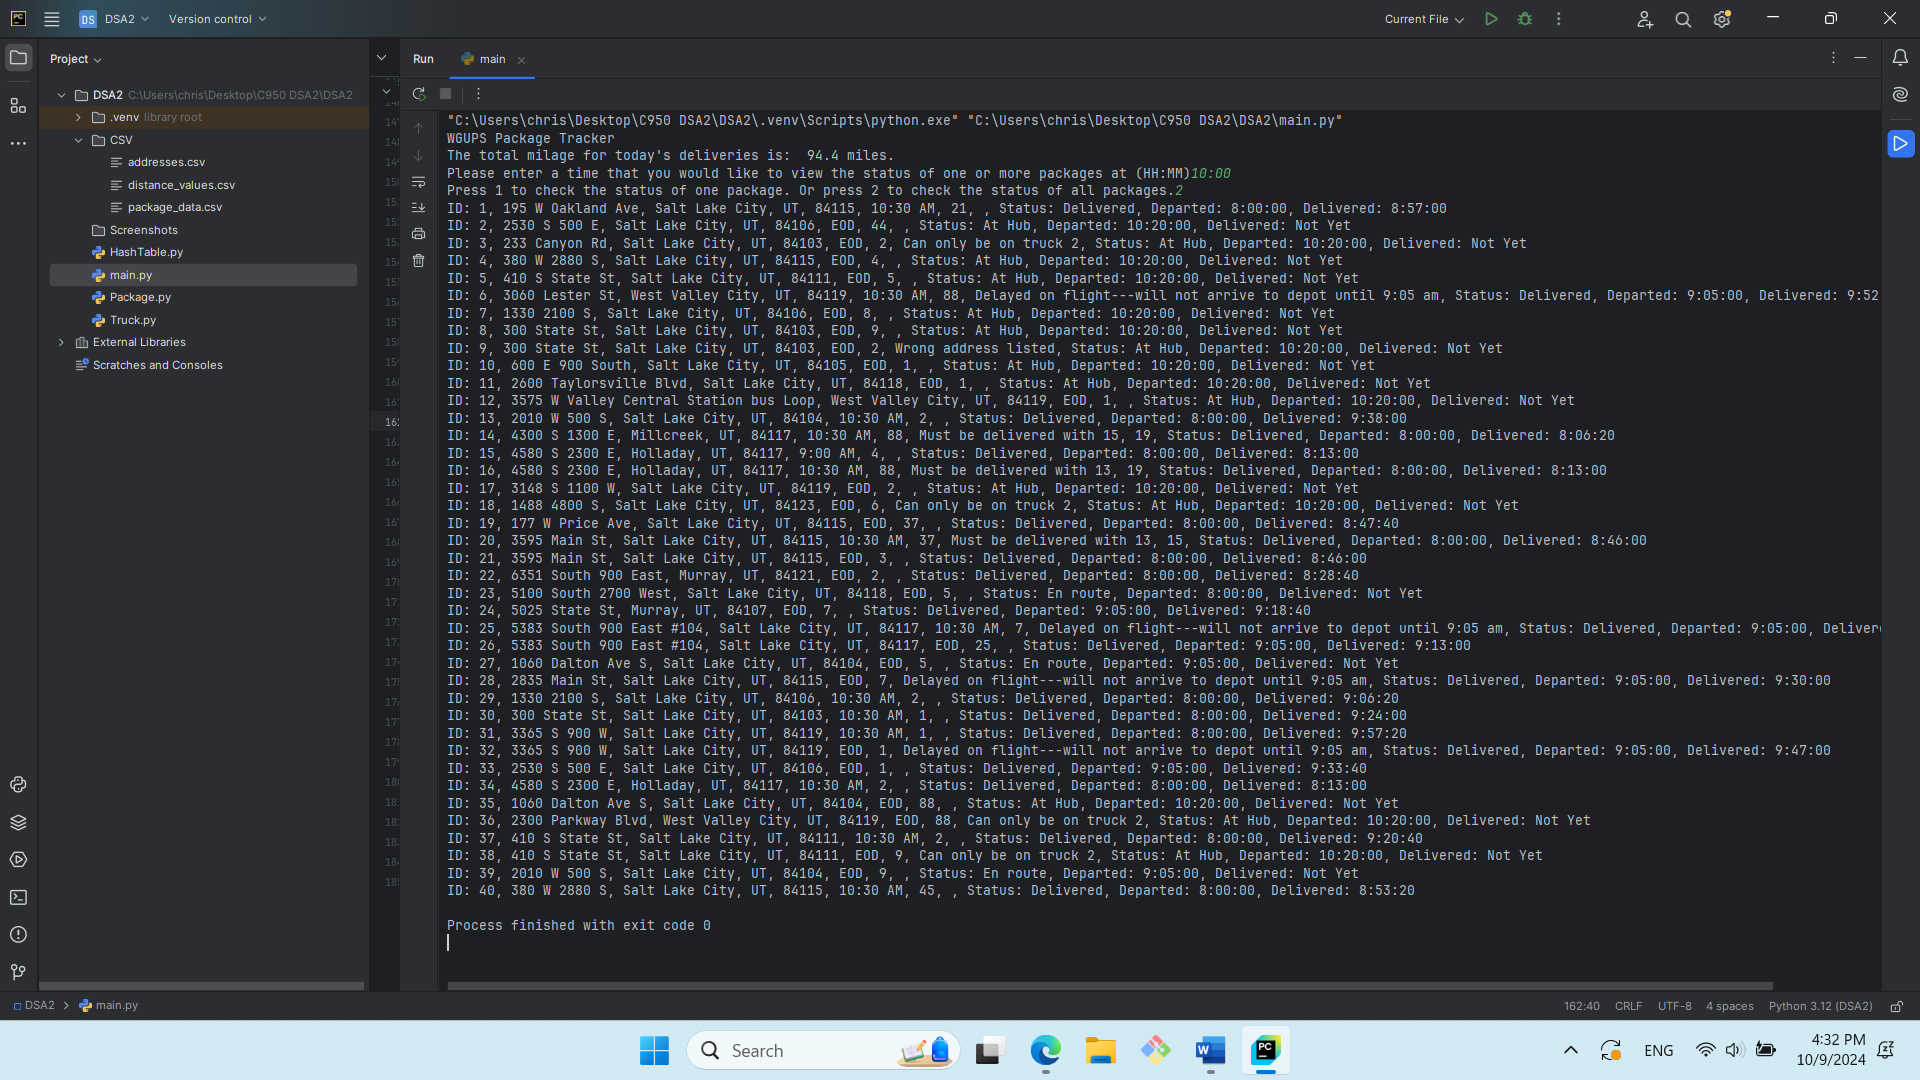 DS DSA2 Version control Current File
Project Run main
DSA2 C:\Users\chris\Desktop\C950 DSA2\DSA2
.venv library root
CSV
addresses.csv
distance_values.csv
package_data.csv
Screenshots
HashTable.py
main.py
Package.py
Truck.py
External Libraries
Scratches and Consoles
"C:\Users\chris\Desktop\C950 DSA2\DSA2\.venv\Scripts\python.exe" "C:\Users\chris\Desktop\C950 DSA2\DSA2\main.py"
WGUPS Package Tracker
The total milage for today's deliveries is:  94.4 miles.
Please enter a time that you would like to view the status of one or more packages at (HH:MM)10:00
Press 1 to check the status of one package. Or press 2 to check the status of all packages.2
ID: 1, 195 W Oakland Ave, Salt Lake City, UT, 84115, 10:30 AM, 21, , Status: Delivered, Departed: 8:00:00, Delivered: 8:57:00
ID: 2, 2530 S 500 E, Salt Lake City, UT, 84106, EOD, 44, , Status: At Hub, Departed: 10:20:00, Delivered: Not Yet
ID: 3, 233 Canyon Rd, Salt Lake City, UT, 84103, EOD, 2, Can only be on truck 2, Status: At Hub, Departed: 10:20:00, Delivered: Not Yet
ID: 4, 380 W 2880 S, Salt Lake City, UT, 84115, EOD, 4, , Status: At Hub, Departed: 10:20:00, Delivered: Not Yet
ID: 5, 410 S State St, Salt Lake City, UT, 84111, EOD, 5, , Status: At Hub, Departed: 10:20:00, Delivered: Not Yet
ID: 6, 3060 Lester St, West Valley City, UT, 84119, 10:30 AM, 88, Delayed on flight---will not arrive to depot until 9:05 am, Status: Delivered, Departed: 9:05:00, Delivered: 9:52
ID: 7, 1330 2100 S, Salt Lake City, UT, 84106, EOD, 8, , Status: At Hub, Departed: 10:20:00, Delivered: Not Yet
ID: 8, 300 State St, Salt Lake City, UT, 84103, EOD, 9, , Status: At Hub, Departed: 10:20:00, Delivered: Not Yet
ID: 9, 300 State St, Salt Lake City, UT, 84103, EOD, 2, Wrong address listed, Status: At Hub, Departed: 10:20:00, Delivered: Not Yet
ID: 10, 600 E 900 South, Salt Lake City, UT, 84105, EOD, 1, , Status: At Hub, Departed: 10:20:00, Delivered: Not Yet
ID: 11, 2600 Taylorsville Blvd, Salt Lake City, UT, 84118, EOD, 1, , Status: At Hub, Departed: 10:20:00, Delivered: Not Yet
ID: 12, 3575 W Valley Central Station bus Loop, West Valley City, UT, 84119, EOD, 1, , Status: At Hub, Departed: 10:20:00, Delivered: Not Yet
ID: 13, 2010 W 500 S, Salt Lake City, UT, 84104, 10:30 AM, 2, , Status: Delivered, Departed: 8:00:00, Delivered: 9:38:00
ID: 14, 4300 S 1300 E, Millcreek, UT, 84117, 10:30 AM, 88, Must be delivered with 15, 19, Status: Delivered, Departed: 8:00:00, Delivered: 8:06:20
ID: 15, 4580 S 2300 E, Holladay, UT, 84117, 9:00 AM, 4, , Status: Delivered, Departed: 8:00:00, Delivered: 8:13:00
ID: 16, 4580 S 2300 E, Holladay, UT, 84117, 10:30 AM, 88, Must be delivered with 13, 19, Status: Delivered, Departed: 8:00:00, Delivered: 8:13:00
ID: 17, 3148 S 1100 W, Salt Lake City, UT, 84119, EOD, 2, , Status: At Hub, Departed: 10:20:00, Delivered: Not Yet
ID: 18, 1488 4800 S, Salt Lake City, UT, 84123, EOD, 6, Can only be on truck 2, Status: At Hub, Departed: 10:20:00, Delivered: Not Yet
ID: 19, 177 W Price Ave, Salt Lake City, UT, 84115, EOD, 37, , Status: Delivered, Departed: 8:00:00, Delivered: 8:47:40
ID: 20, 3595 Main St, Salt Lake City, UT, 84115, 10:30 AM, 37, Must be delivered with 13, 15, Status: Delivered, Departed: 8:00:00, Delivered: 8:46:00
ID: 21, 3595 Main St, Salt Lake City, UT, 84115, EOD, 3, , Status: Delivered, Departed: 8:00:00, Delivered: 8:46:00
ID: 22, 6351 South 900 East, Murray, UT, 84121, EOD, 2, , Status: Delivered, Departed: 8:00:00, Delivered: 8:28:40
ID: 23, 5100 South 2700 West, Salt Lake City, UT, 84118, EOD, 5, , Status: En route, Departed: 8:00:00, Delivered: Not Yet
ID: 24, 5025 State St, Murray, UT, 84107, EOD, 7, , Status: Delivered, Departed: 9:05:00, Delivered: 9:18:40
ID: 25, 5383 South 900 East #104, Salt Lake City, UT, 84117, 10:30 AM, 7, Delayed on flight---will not arrive to depot until 9:05 am, Status: Delivered, Departed: 9:05:00, Deliver
ID: 26, 5383 South 900 East #104, Salt Lake City, UT, 84117, EOD, 25, , Status: Delivered, Departed: 9:05:00, Delivered: 9:13:00
ID: 27, 1060 Dalton Ave S, Salt Lake City, UT, 84104, EOD, 5, , Status: En route, Departed: 9:05:00, Delivered: Not Yet
ID: 28, 2835 Main St, Salt Lake City, UT, 84115, EOD, 7, Delayed on flight---will not arrive to depot until 9:05 am, Status: Delivered, Departed: 9:05:00, Delivered: 9:30:00
ID: 29, 1330 2100 S, Salt Lake City, UT, 84106, 10:30 AM, 2, , Status: Delivered, Departed: 8:00:00, Delivered: 9:06:20
ID: 30, 300 State St, Salt Lake City, UT, 84103, 10:30 AM, 1, , Status: Delivered, Departed: 8:00:00, Delivered: 9:24:00
ID: 31, 3365 S 900 W, Salt Lake City, UT, 84119, 10:30 AM, 1, , Status: Delivered, Departed: 8:00:00, Delivered: 9:57:20
ID: 32, 3365 S 900 W, Salt Lake City, UT, 84119, EOD, 1, Delayed on flight---will not arrive to depot until 9:05 am, Status: Delivered, Departed: 9:05:00, Delivered: 9:47:00
ID: 33, 2530 S 500 E, Salt Lake City, UT, 84106, EOD, 1, , Status: Delivered, Departed: 9:05:00, Delivered: 9:33:40
ID: 34, 4580 S 2300 E, Holladay, UT, 84117, 10:30 AM, 2, , Status: Delivered, Departed: 8:00:00, Delivered: 8:13:00
ID: 35, 1060 Dalton Ave S, Salt Lake City, UT, 84104, EOD, 88, , Status: At Hub, Departed: 10:20:00, Delivered: Not Yet
ID: 36, 2300 Parkway Blvd, West Valley City, UT, 84119, EOD, 88, Can only be on truck 2, Status: At Hub, Departed: 10:20:00, Delivered: Not Yet
ID: 37, 410 S State St, Salt Lake City, UT, 84111, 10:30 AM, 2, , Status: Delivered, Departed: 8:00:00, Delivered: 9:20:40
ID: 38, 410 S State St, Salt Lake City, UT, 84111, EOD, 9, Can only be on truck 2, Status: At Hub, Departed: 10:20:00, Delivered: Not Yet
ID: 39, 2010 W 500 S, Salt Lake City, UT, 84104, EOD, 9, , Status: En route, Departed: 9:05:00, Delivered: Not Yet
ID: 40, 380 W 2880 S, Salt Lake City, UT, 84115, 10:30 AM, 45, , Status: Delivered, Departed: 8:00:00, Delivered: 8:53:20
Process finished with exit code 0
DSA2 > main.py 162:40 CRLF UTF-8 4 spaces Python 3.12 (DSA2)
Search ENG 4:32 PM
10/9/2024